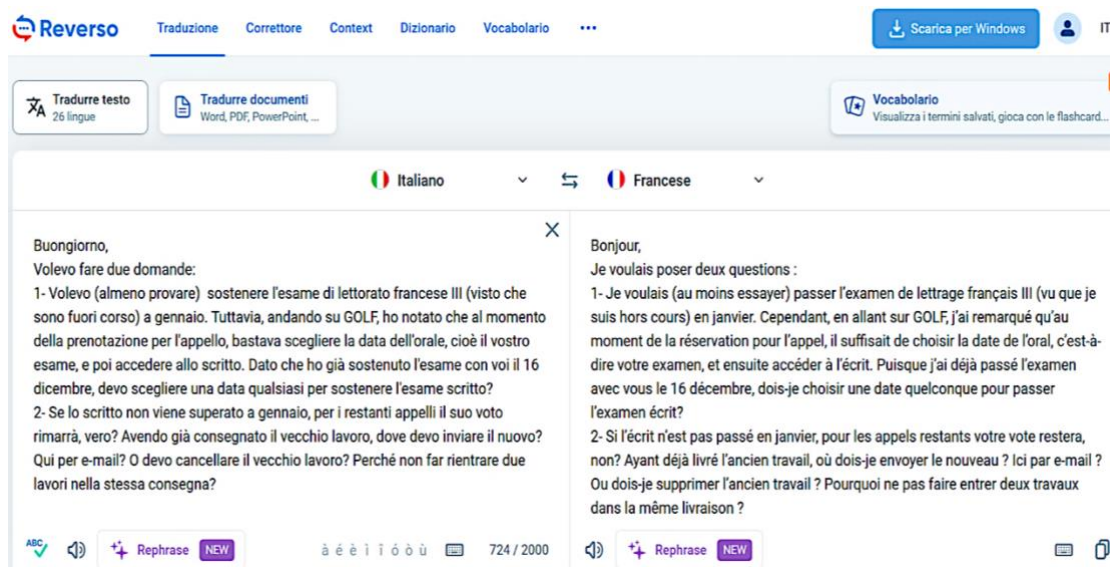 Reverso
Traduzione Correttore Context Dizionario Vocabolario •••
Scarica per Windows
IT
Tradurre testo
26 lingue
Tradurre documenti
Word, PDF, PowerPoint, ...
Vocabolario
Visualizza i termini salvati, gioca con le flashcard...
Italiano
Francese
Buongiorno,
Volevo fare due domande:
1- Volevo (almeno provare) sostenere l'esame di lettorato francese III (visto che
sono fuori corso) a gennaio. Tuttavia, andando su GOLF, ho notato che al momento
della prenotazione per l'appello, bastava scegliere la data dell'orale, cioè il vostro
esame, e poi accedere allo scritto. Dato che ho già sostenuto l'esame con voi il 16
dicembre, devo scegliere una data qualsiasi per sostenere l'esame scritto?
2- Se lo scritto non viene superato a gennaio, per i restanti appelli il suo voto
rimarrà, vero? Avendo già consegnato il vecchio lavoro, dove devo inviare il nuovo?
Qui per e-mail? O devo cancellare il vecchio lavoro? Perché non far rientrare due
lavori nella stessa consegna?
ABC
Rephrase NEW
à é è ì î ó ò ù
724 / 2000
Bonjour,
Je voulais poser deux questions :
1- Je voulais (au moins essayer) passer l'examen de lettrage français III (vu que je
suis hors cours) en janvier. Cependant, en allant sur GOLF, j'ai remarqué qu'au
moment de la réservation pour l'appel, il suffisait de choisir la date de l'oral, c'est-à-
dire votre examen, et ensuite accéder à l'écrit. Puisque j'ai déjà passé l'examen
avec vous le 16 décembre, dois-je choisir une date quelconque pour passer
l'examen écrit?
2- Si l'écrit n'est pas passé en janvier, pour les appels restants votre vote restera,
non? Ayant déjà livré l'ancien travail, où dois-je envoyer le nouveau ? Ici par e-mail ?
Ou dois-je supprimer l'ancien travail ? Pourquoi ne pas faire entrer deux travaux
dans la même livraison ?
Rephrase NEW